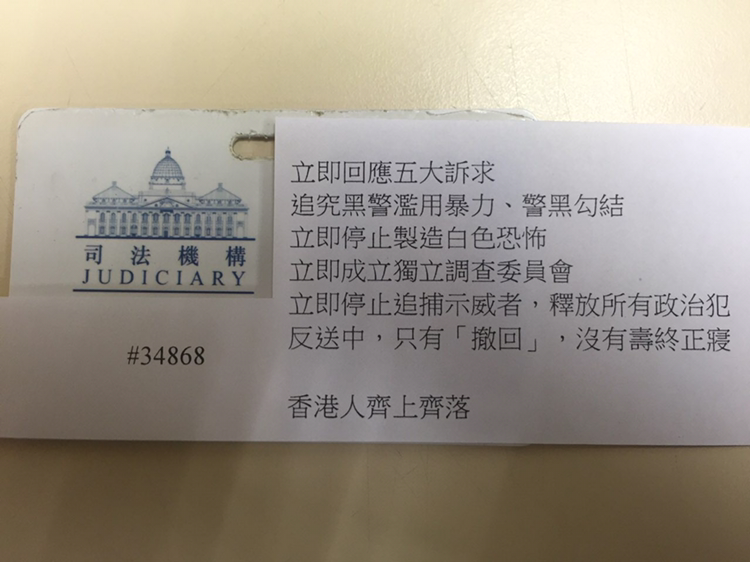 司法機構
JUDICIARY
#34868
立即回應五大訴求
追究黑警濫用暴力、警黑勾結
立即停止製造白色恐怖
立即成立獨立調查委員會
立即停止追捕示威者，釋放所有政治犯
反送中，只有「撤回」，沒有壽終正寢
香港人齊上齊落